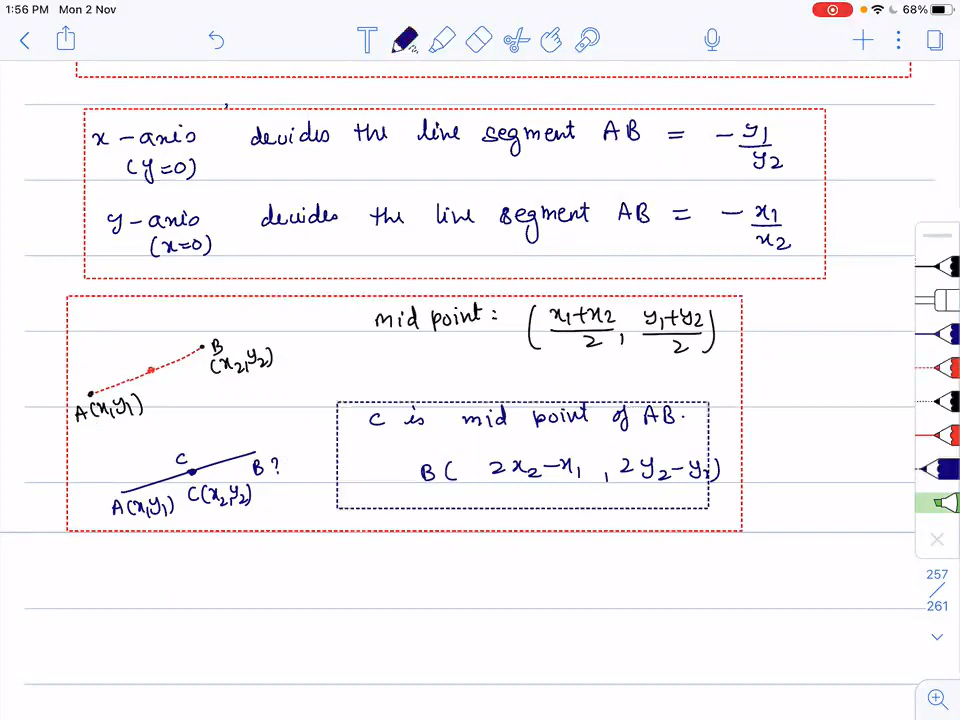 1:56 PM Mon 2 Nov
68%
x-axis decides the line segment AB = -y1/y2
(y=0)
y-axis decides the line segment AB = -x1/x2
(x=0)
mid point: ( x1+x2/2, y1+y2/2 )
B
(x2,y2)
A(x1,y1)
C is mid point of AB.
C
B ?
B( 2x2-x1 , 2y2-y1)
A(x1,y1) C(x2,y2)
257
/
261